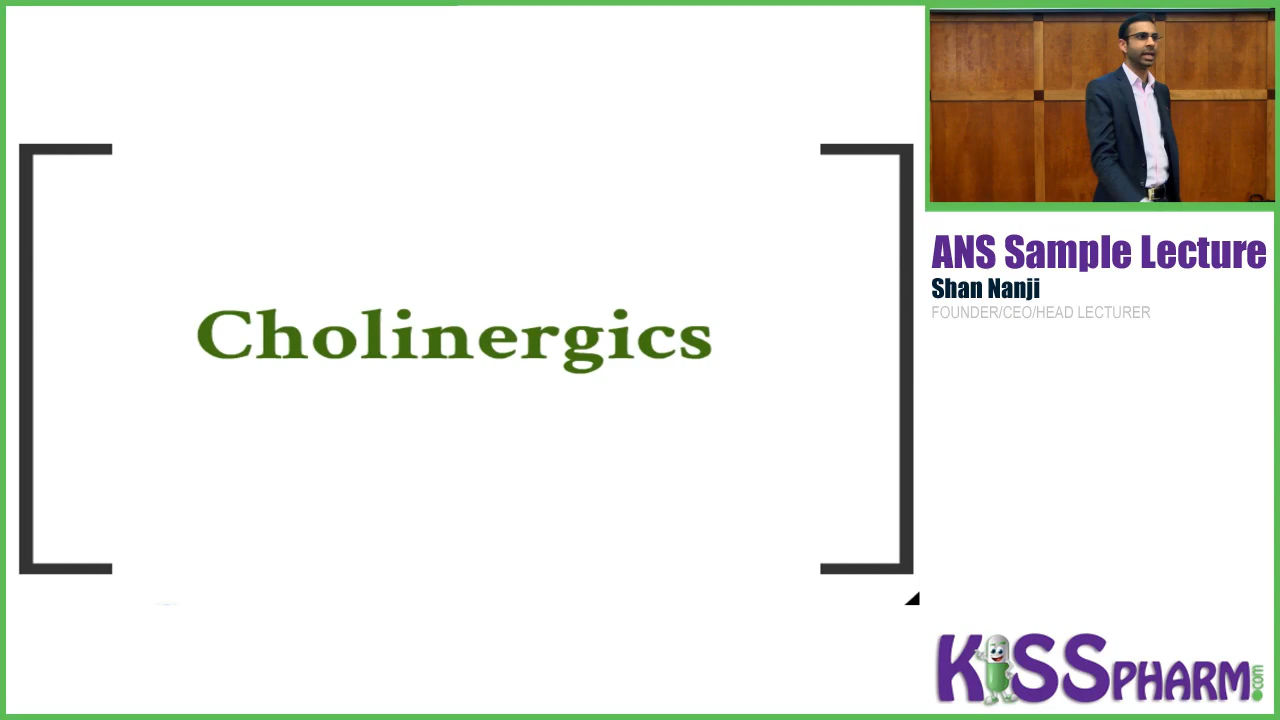 Cholinergics
ANS Sample Lecture
Shan Nanji
FOUNDER/CEO/HEAD LECTURER
KiSSPHARM.com